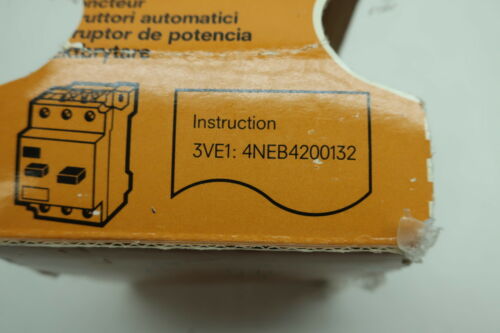 ruttori automatici
ruptor de potencia
Instruction
3VE1: 4NEB4200132